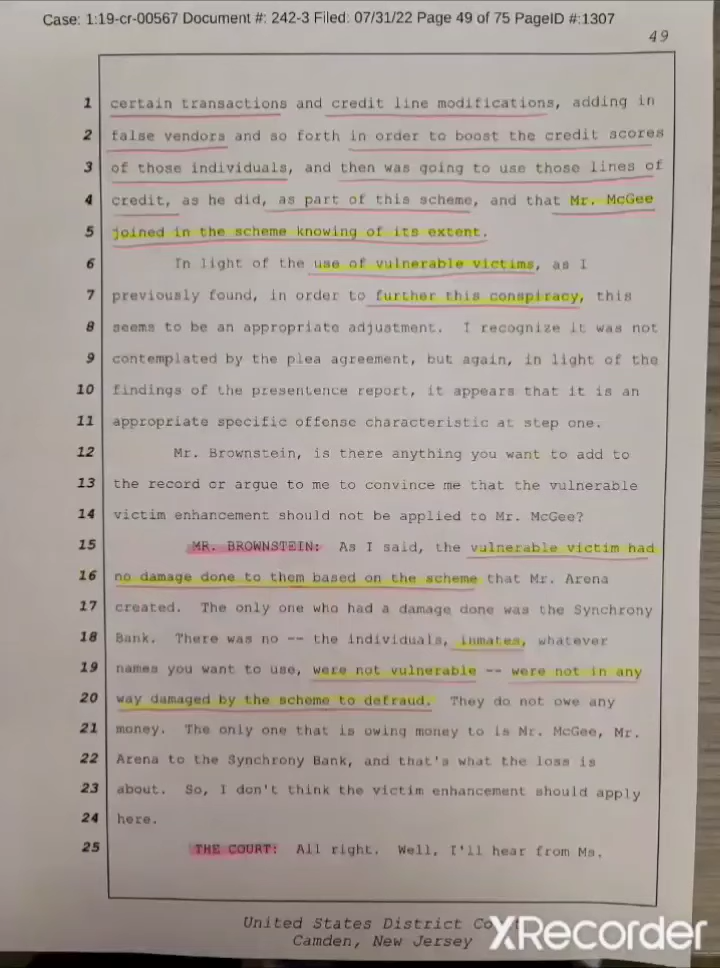 Case: 1:19-cr-00567 Document #: 242-3 Filed: 07/31/22 Page 49 of 75 PageID #:1307
49
1 certain transactions and credit line modifications, adding in
2 false vendors and so forth in order to boost the credit scores
3 of those individuals, and then was going to use those lines of
4 credit, as he did, as part of this scheme, and that Mr. McGee
5 joined in the scheme knowing of its extent.
6 In light of the use of vulnerable victims, as I
7 previously found, in order to further this conspiracy, this
8 seems to be an appropriate adjustment. I recognize it was not
9 contemplated by the plea agreement, but again, in light of the
10 findings of the presentence report, it appears that it is an
11 appropriate specific offense characteristic at step one.
12 Mr. Brownstein, is there anything you want to add to
13 the record or argue to me to convince me that the vulnerable
14 victim enhancement should not be applied to Mr. McGee?
15 MR. BROWNSTEIN: As I said, the vulnerable victim had
16 no damage done to them based on the scheme that Mr. Arena
17 created. The only one who had a damage done was the Synchrony
18 Bank. There was no -- the individuals, inmates, whatever
19 names you want to use, were not vulnerable -- were not in any
20 way damaged by the scheme to defraud. They do not owe any
21 money. The only one that is owing money to is Mr. McGee, Mr.
22 Arena to the Synchrony Bank, and that's what the loss is
23 about. So, I don't think the victim enhancement should apply
24 here.
25 THE COURT: All right. Well, I'll hear from Ms.
United States District Co
Camden, New Jersey
XRecorder